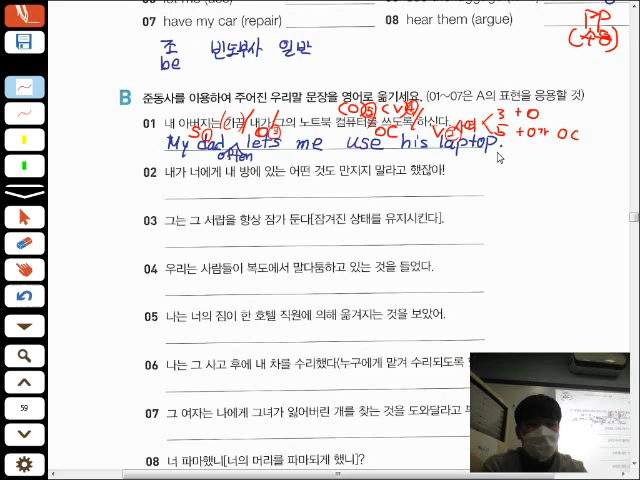 07 have my car (repair)
08 hear them (argue)
PP
(수동)
조 빈도부사 일반
be
B 준동사를 이용하여 주어진 우리말 문장을 영어로 옮기세요. (01~07은 A의 표현을 응용할 것)
01 내 아버지는 가끔 내가 그의 노트북 컴퓨터를 쓰도록 하신다.
My dad often lets me use his laptop.
02 내가 너에게 내 방에 있는 어떤 것도 만지지 말라고 했잖아!
03 그는 그 서랍을 항상 잠가 둔다[잠겨진 상태를 유지시킨다].
04 우리는 사람들이 복도에서 말다툼하고 있는 것을 들었다.
05 나는 너의 짐이 한 호텔 직원에 의해 옮겨지는 것을 보았어.
06 나는 그 사고 후에 내 차를 수리했다(누구에게 맡겨 수리되도록
07 그 여자는 나에게 그녀가 잃어버린 개를 찾는 것을 도와달라고
08 너 파마했니[너의 머리를 파마되게 했니]?
59